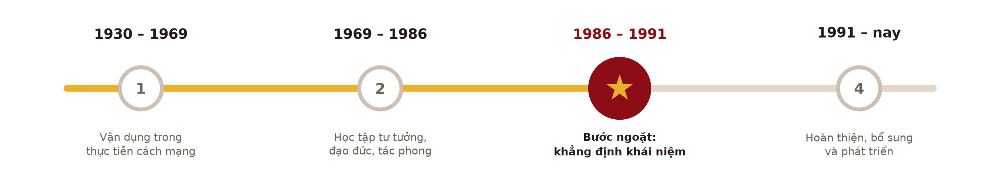 1930 – 1969
1969 – 1986
1986 – 1991
1991 – nay
1
2
4
Vận dụng trong
thực tiễn cách mạng
Học tập tư tưởng,
đạo đức, tác phong
Bước ngoặt:
khẳng định khái niệm
Hoàn thiện, bổ sung
và phát triển